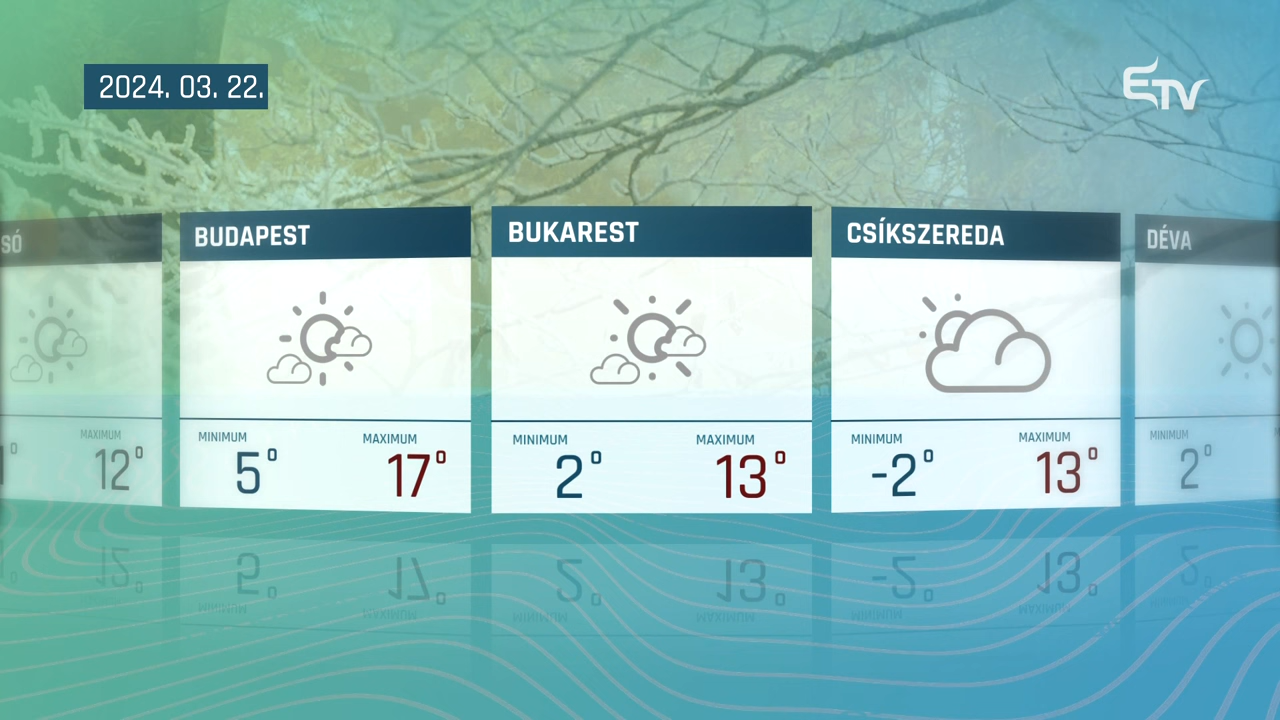 2024. 03. 22.
ETV
SÓ
BUDAPEST
BUKAREST
CSÍKSZEREDA
DÉVA
MAXIMUM
12°
MINIMUM
5°
MAXIMUM
17°
MINIMUM
2°
MAXIMUM
13°
MINIMUM
-2°
MAXIMUM
13°
MINIMUM
2°